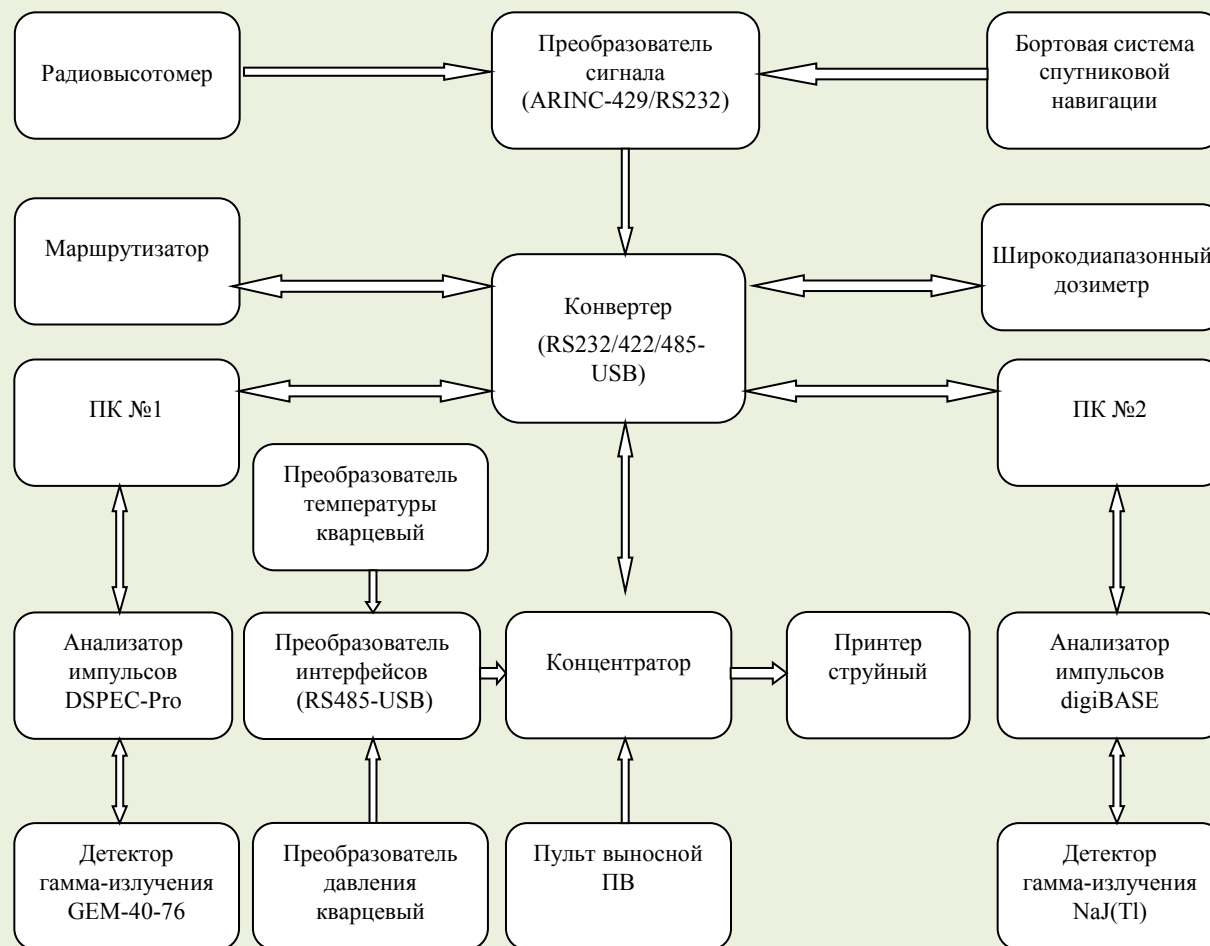 Радиовысотомер
Преобразователь
сигнала
(ARINC-429/RS232)
Бортовая система
спутниковой
навигации
Маршрутизатор
Конвертер
(RS232/422/485-
USB)
Широкодиапазонный
дозиметр
ПК №1
ПК №2
Преобразователь
температуры
кварцевый
Анализатор
импульсов
DSPEC-Pro
Преобразователь
интерфейсов
(RS485-USB)
Концентратор
Принтер
струйный
Анализатор
импульсов
digiBASE
Детектор
гамма-излучения
GEM-40-76
Преобразователь
давления
кварцевый
Пульт выносной
ПВ
Детектор
гамма-излучения
NaJ(Tl)